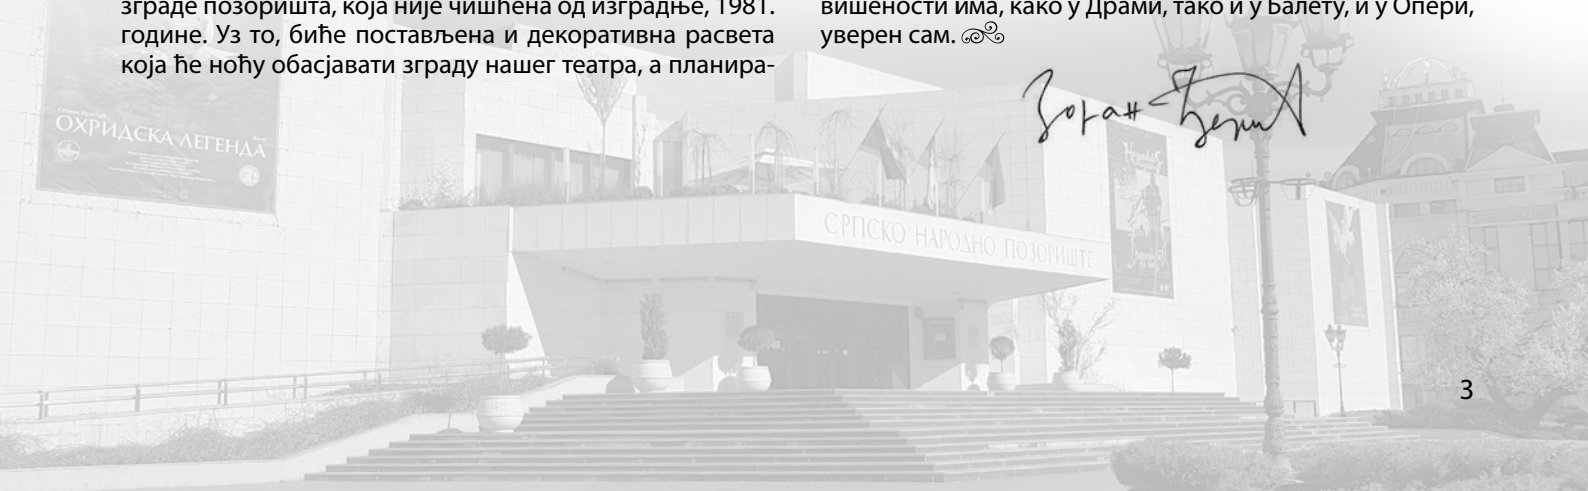 зграде позоришта, која није чишћена од изградње, 1981.
године. Уз то, биће постављена и декоративна расвета
која ће ноћу обасјавати зграду нашег театра, а планира-
вишености има, како у Драми, тако и у Балету, и у Опери,
уверен сам.
Зоран Ђерић
ОХРИДСКА ЛЕГЕНДА
СРПСКО НАРОДНО ПОЗОРИШТЕ
3